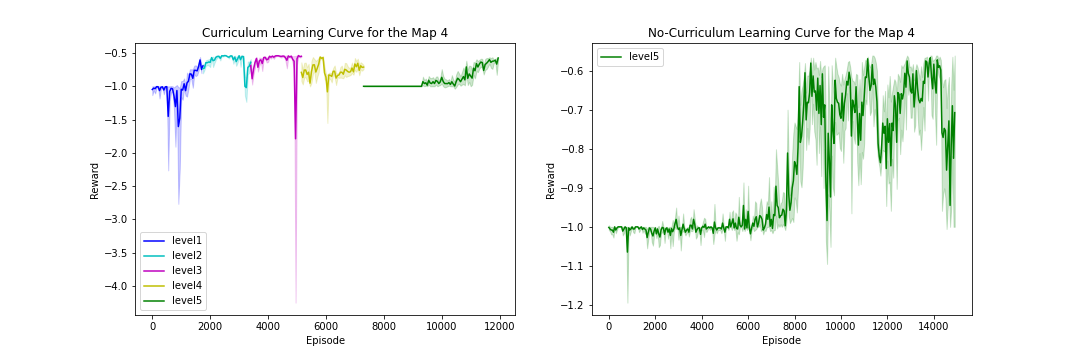 Curriculum Learning Curve for the Map 4
−0.5
−1.0
−1.5
−2.0
−2.5
−3.0
−3.5
−4.0
Reward
level1
level2
level3
level4
level5
0 2000 4000 6000 8000 10000 12000
Episode
No-Curriculum Learning Curve for the Map 4
level5
−0.6
−0.7
−0.8
−0.9
−1.0
−1.1
−1.2
Reward
0 2000 4000 6000 8000 10000 12000 14000
Episode